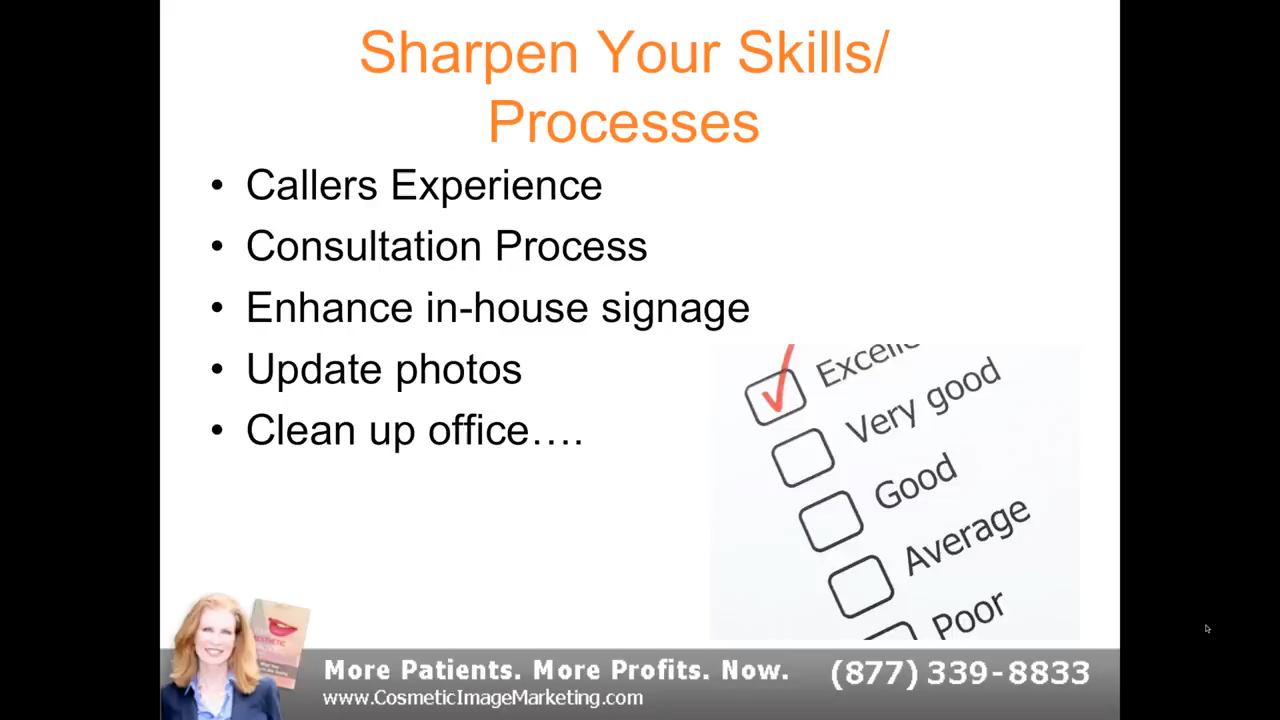 Sharpen Your Skills/
Processes
• Callers Experience
• Consultation Process
• Enhance in-house signage
• Update photos
• Clean up office….
Very good
Good
Average
Poor
More Patients. More Profits. Now.
(877) 339-8833
www.CosmeticImageMarketing.com